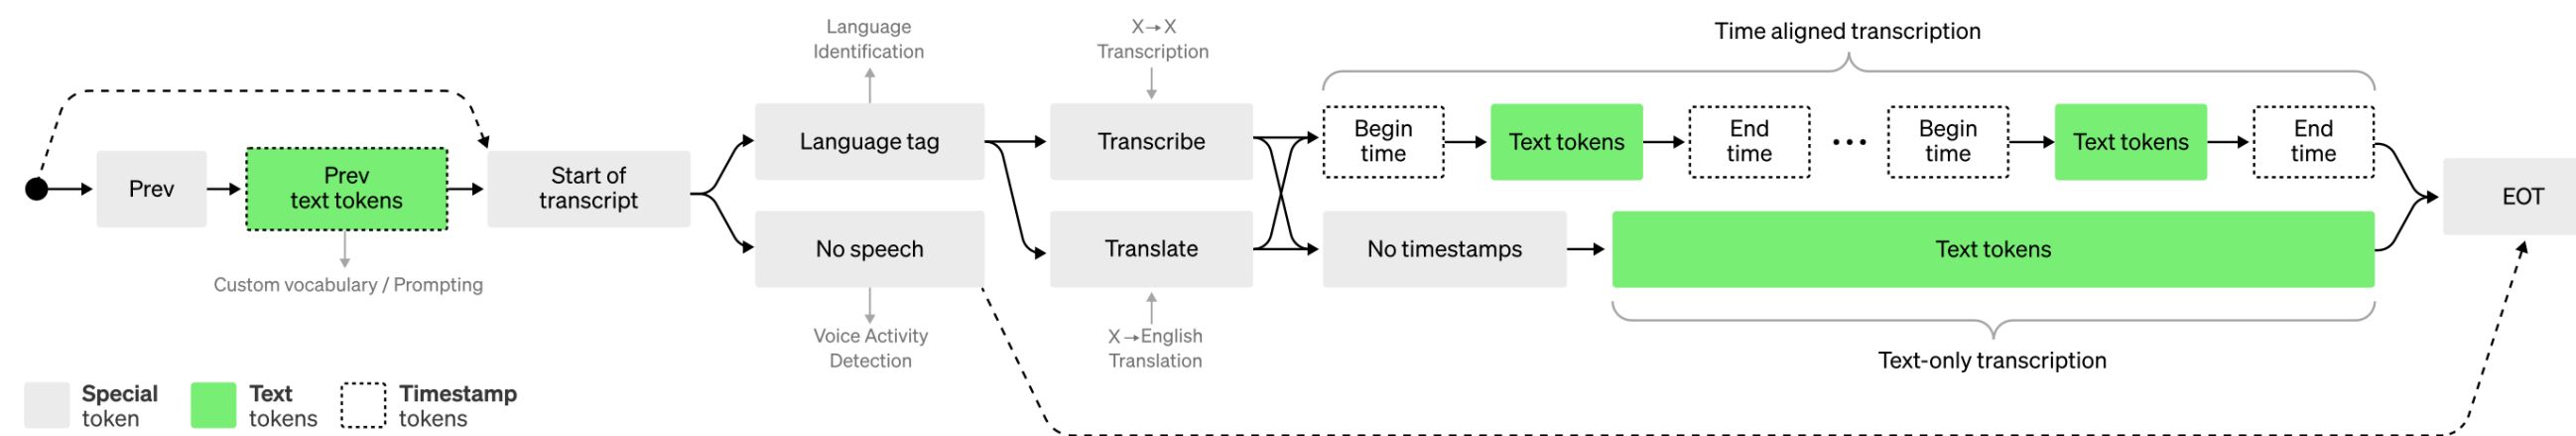 Language
Identification
X→X
Transcription
Time aligned transcription
Prev
Prev
text tokens
Start of
transcript
Language tag
No speech
Transcribe
Translate
Begin
time
Text tokens
End
time
...
Begin
time
Text tokens
End
time
No timestamps
Text tokens
EOT
Custom vocabulary / Prompting
Voice Activity
Detection
X→English
Translation
Text-only transcription
Special
token
Text
tokens
Timestamp
tokens